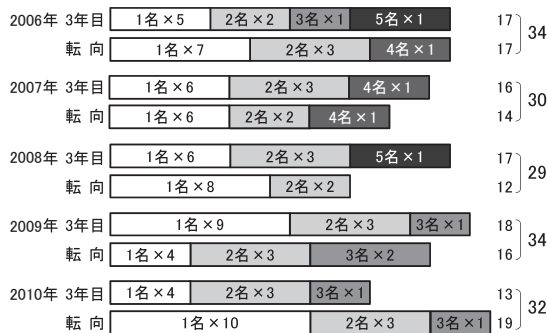 2006年 3年目 1名×5 2名×2 3名×1 5名×1 17
34
転 向 1名×7 2名×3 4名×1 17
2007年 3年目 1名×6 2名×3 4名×1 16
30
転 向 1名×6 2名×2 4名×1 14
2008年 3年目 1名×6 2名×3 5名×1 17
29
転 向 1名×8 2名×2 12
2009年 3年目 1名×9 2名×3 3名×1 18
34
転 向 1名×4 2名×3 3名×2 16
2010年 3年目 1名×4 2名×3 3名×1 13
32
転 向 1名×10 2名×3 3名×1 19